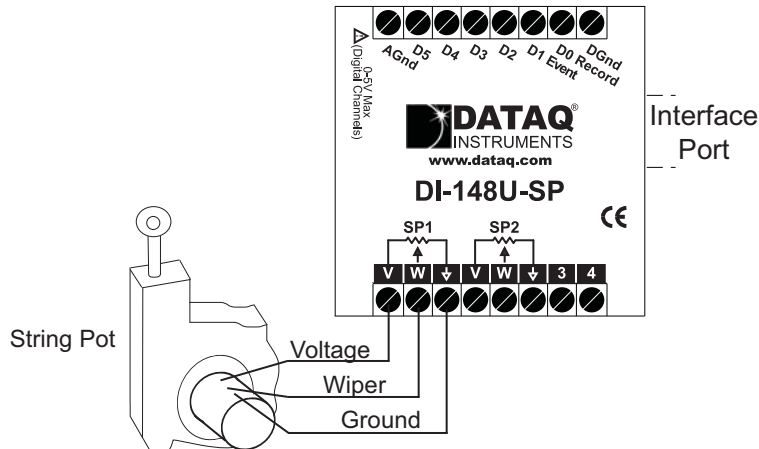 AGnd D5 D4 D3 D2 D1 D0 DGnd
Event Record
0-5V Max
(Digital Channels)
DATAQ®
INSTRUMENTS
www.dataq.com
DI-148U-SP
CE
Interface
Port
SP1 SP2
V W V W 3 4
String Pot
Voltage
Wiper
Ground